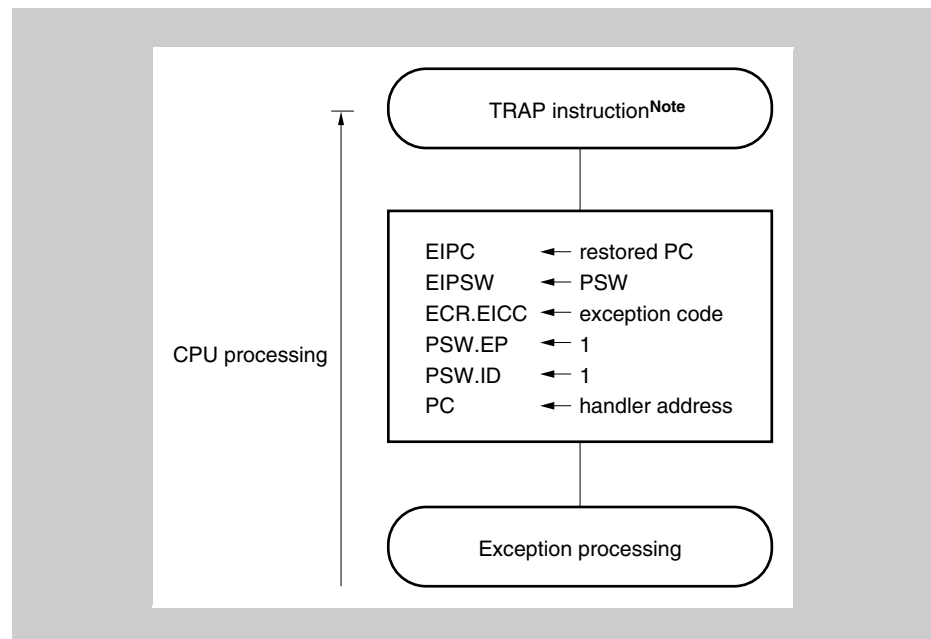 TRAP instructionNote
EIPC ← restored PC
EIPSW ← PSW
ECR.EICC ← exception code
PSW.EP ← 1
PSW.ID ← 1
PC ← handler address
CPU processing
Exception processing